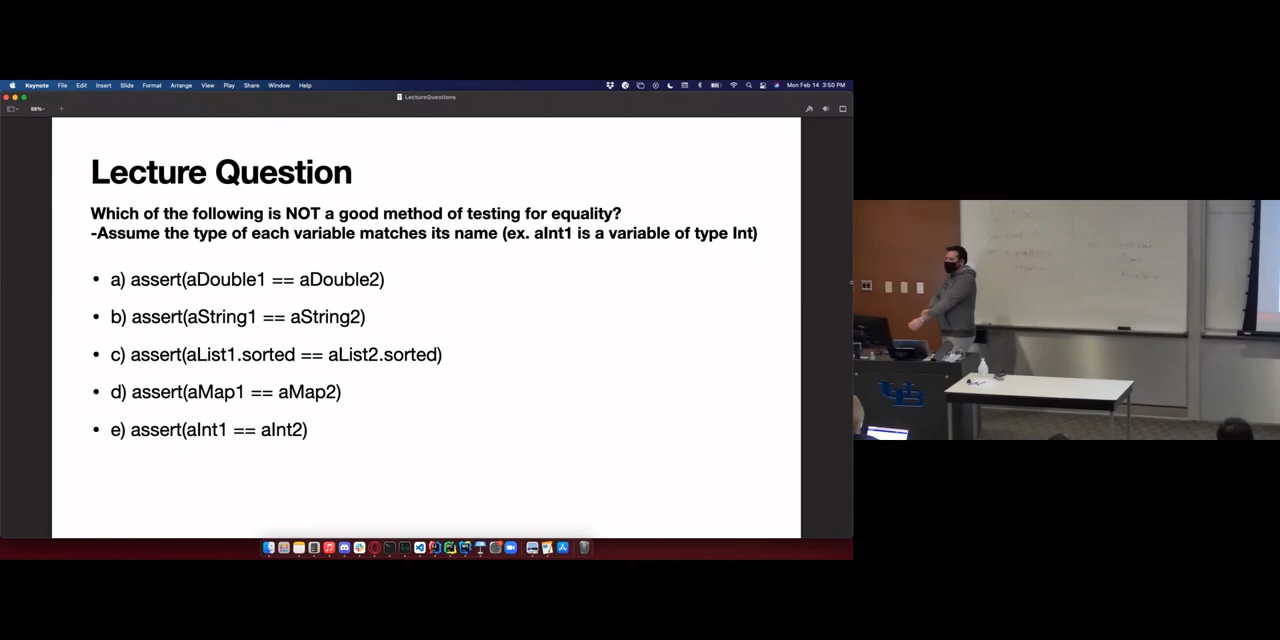 Keynote File Edit Insert Slide Format Arrange View Play Share Window Help Mon Feb 14 3:50 PM
LectureQuestions
88%
Lecture Question
Which of the following is NOT a good method of testing for equality?
-Assume the type of each variable matches its name (ex. aInt1 is a variable of type Int)
• a) assert(aDouble1 == aDouble2)
• b) assert(aString1 == aString2)
• c) assert(aList1.sorted == aList2.sorted)
• d) assert(aMap1 == aMap2)
• e) assert(aInt1 == aInt2)
UB